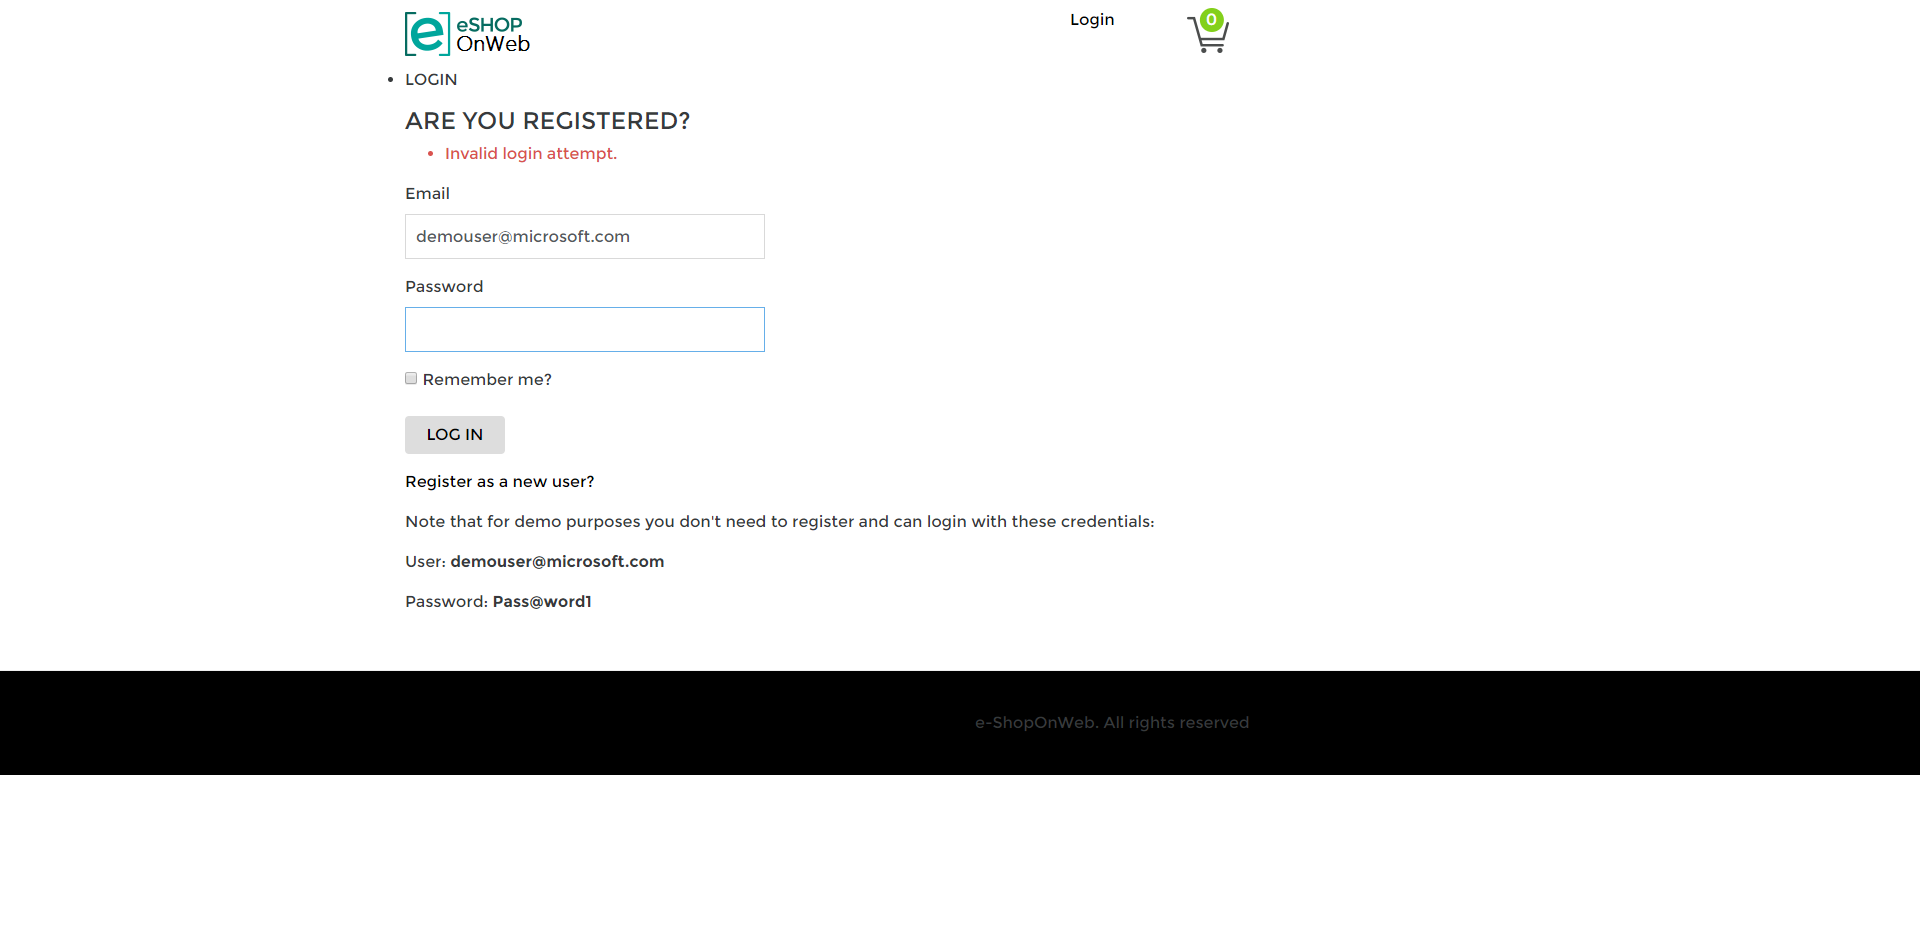 eSHOP
OnWeb
Login
0
LOGIN
ARE YOU REGISTERED?
Invalid login attempt.
Email
demouser@microsoft.com
Password
Remember me?
LOG IN
Register as a new user?
Note that for demo purposes you don't need to register and can login with these credentials:
User: demouser@microsoft.com
Password: Pass@word1
e-ShopOnWeb. All rights reserved